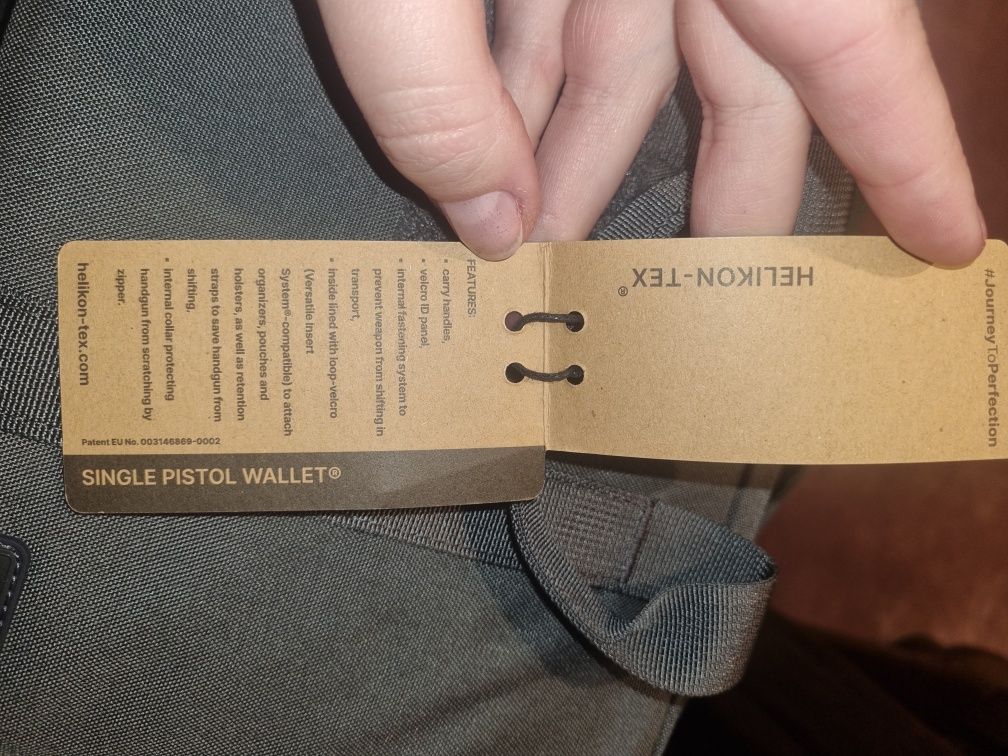 FEATURES:
• carry handles,
• velcro ID panel,
• internal fastening system to
prevent weapon from shifting in
transport,
• inside lined with loop-velcro
(Versatile Insert
System®-compatible) to attach
organizers, pouches and
holsters, as well as retention
straps to save handgun from
shifting,
• internal collar protecting
handgun from scratching by
zipper.
helikon-tex.com
Patent EU No. 003146869-0002
SINGLE PISTOL WALLET®
HELIKON-TEX®
#JourneyToPerfection